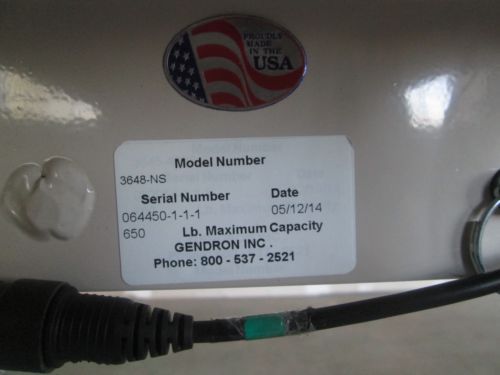 PROUDLY
MADE
IN THE
USA
Model Number
3648-NS
Serial Number Date
064450-1-1-1 05/12/14
650 Lb. Maximum Capacity
GENDRON INC .
Phone: 800 - 537 - 2521